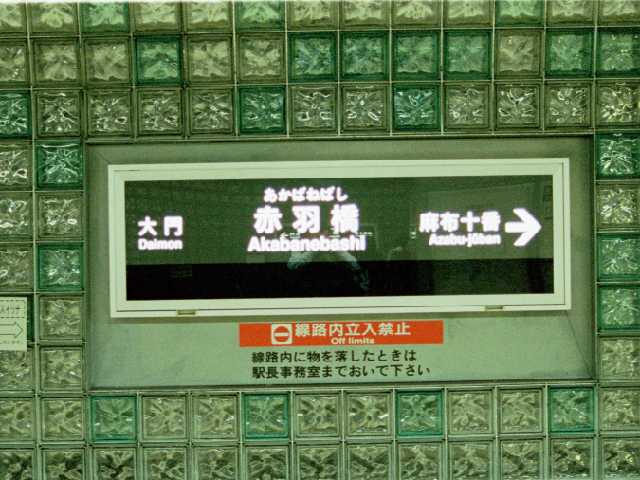 あかばねばし
大門 赤羽橋 麻布十番
Daimon Akabanebashi Azabu-jūban
線路内立入禁止
Off limits
線路内に物を落したときは
駅長事務室までおいで下さい